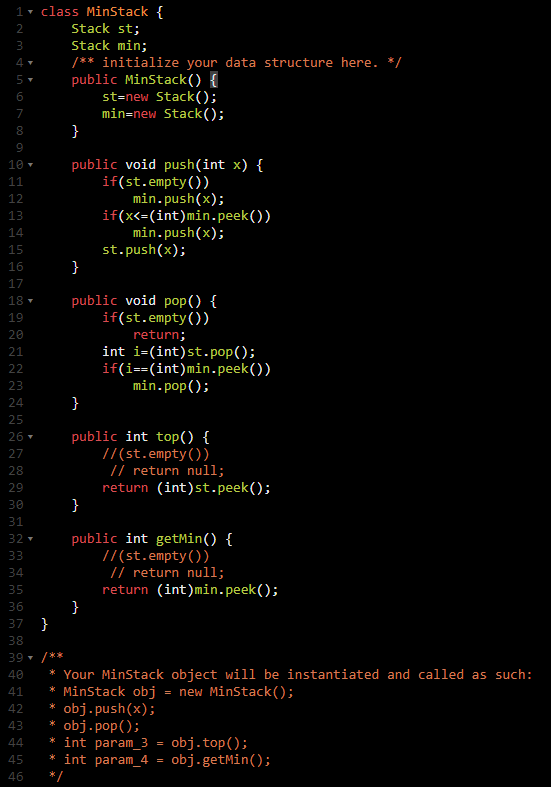 1 class MinStack {
2     Stack st;
3     Stack min;
4     /** initialize your data structure here. */
5     public MinStack() {
6         st=new Stack();
7         min=new Stack();
8     }
9
10     public void push(int x) {
11         if(st.empty())
12             min.push(x);
13         if(x<=(int)min.peek())
14             min.push(x);
15         st.push(x);
16     }
17
18     public void pop() {
19         if(st.empty())
20             return;
21         int i=(int)st.pop();
22         if(i==(int)min.peek())
23             min.pop();
24     }
25
26     public int top() {
27         //(st.empty())
28          // return null;
29         return (int)st.peek();
30     }
31
32     public int getMin() {
33         //(st.empty())
34          // return null;
35         return (int)min.peek();
36     }
37 }
38
39 /**
40  * Your MinStack object will be instantiated and called as such:
41  * MinStack obj = new MinStack();
42  * obj.push(x);
43  * obj.pop();
44  * int param_3 = obj.top();
45  * int param_4 = obj.getMin();
46  */